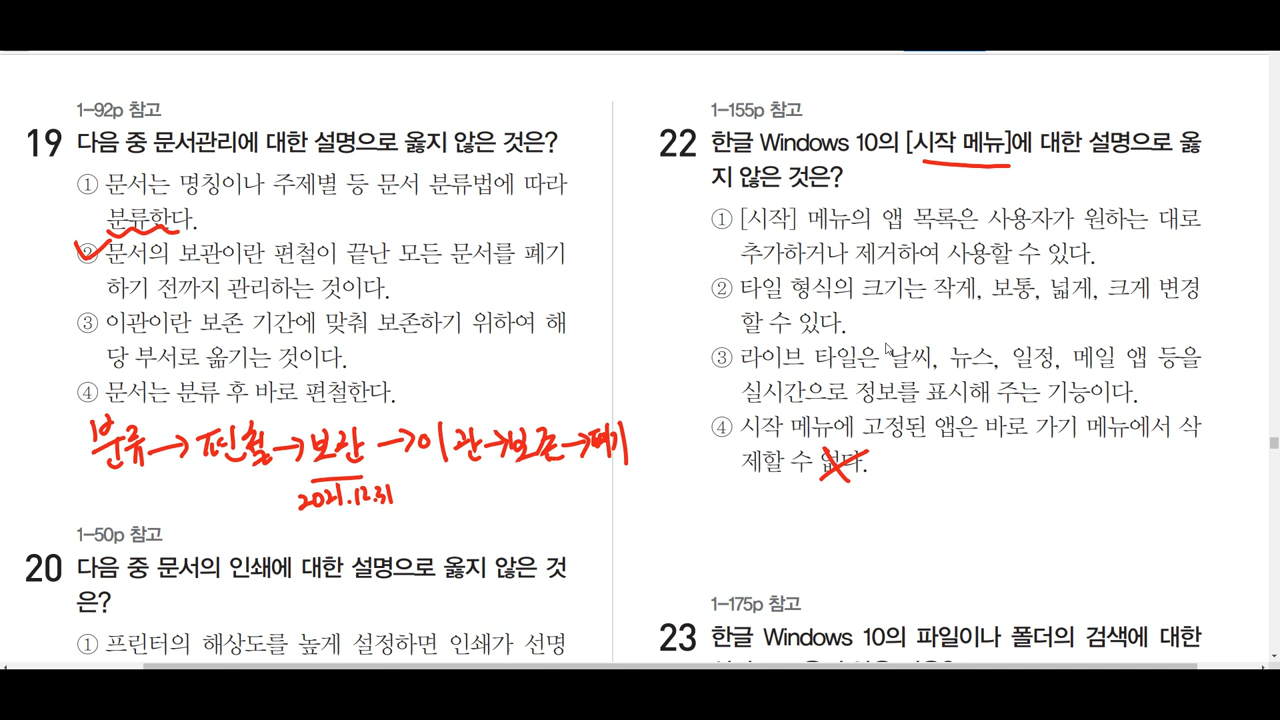 1-92p 참고
19 다음 중 문서관리에 대한 설명으로 옳지 않은 것은?
① 문서는 명칭이나 주제별 등 문서 분류법에 따라
분류한다.
② 문서의 보관이란 편철이 끝난 모든 문서를 폐기
하기 전까지 관리하는 것이다.
③ 이관이란 보존 기간에 맞춰 보존하기 위하여 해
당 부서로 옮기는 것이다.
④ 문서는 분류 후 바로 편철한다.
분류→편철→보관→이관→보존→폐기
2021.12.31
1-50p 참고
20 다음 중 문서의 인쇄에 대한 설명으로 옳지 않은 것
은?
① 프린터의 해상도를 높게 설정하면 인쇄가 선명
1-155p 참고
22 한글 Windows 10의 [시작 메뉴]에 대한 설명으로 옳
지 않은 것은?
① [시작] 메뉴의 앱 목록은 사용자가 원하는 대로
추가하거나 제거하여 사용할 수 있다.
② 타일 형식의 크기는 작게, 보통, 넓게, 크게 변경
할 수 있다.
③ 라이브 타일은 날씨, 뉴스, 일정, 메일 앱 등을
실시간으로 정보를 표시해 주는 기능이다.
④ 시작 메뉴에 고정된 앱은 바로 가기 메뉴에서 삭
제할 수 없다.
1-175p 참고
23 한글 Windows 10의 파일이나 폴더의 검색에 대한